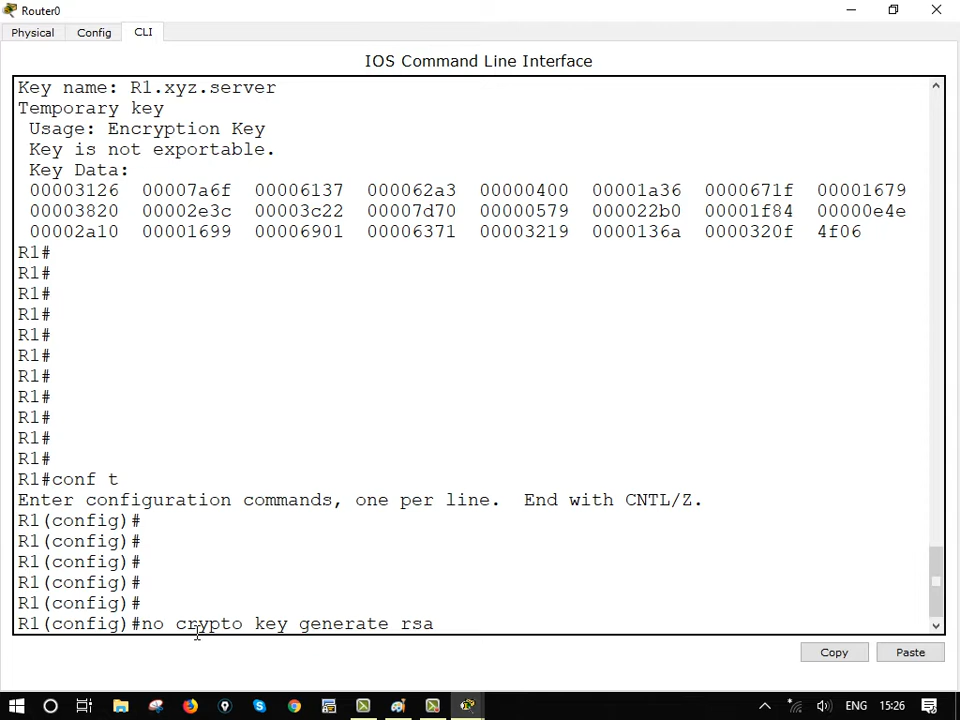 Router0
Physical Config CLI
IOS Command Line Interface
Key name: R1.xyz.server
Temporary key
Usage: Encryption Key
Key is not exportable.
Key Data:
00003126 00007a6f 00006137 000062a3 00000400 00001a36 0000671f 00001679
00003820 00002e3c 00003c22 00007d70 00000579 000022b0 00001f84 00000e4e
00002a10 00001699 00006901 00006371 00003219 0000136a 0000320f 4f06
R1#
R1#
R1#
R1#
R1#
R1#
R1#
R1#
R1#
R1#
R1#
R1#conf t
Enter configuration commands, one per line. End with CNTL/Z.
R1(config)#
R1(config)#
R1(config)#
R1(config)#
R1(config)#
R1(config)#no crypto key generate rsa
Copy Paste
ENG 15:26